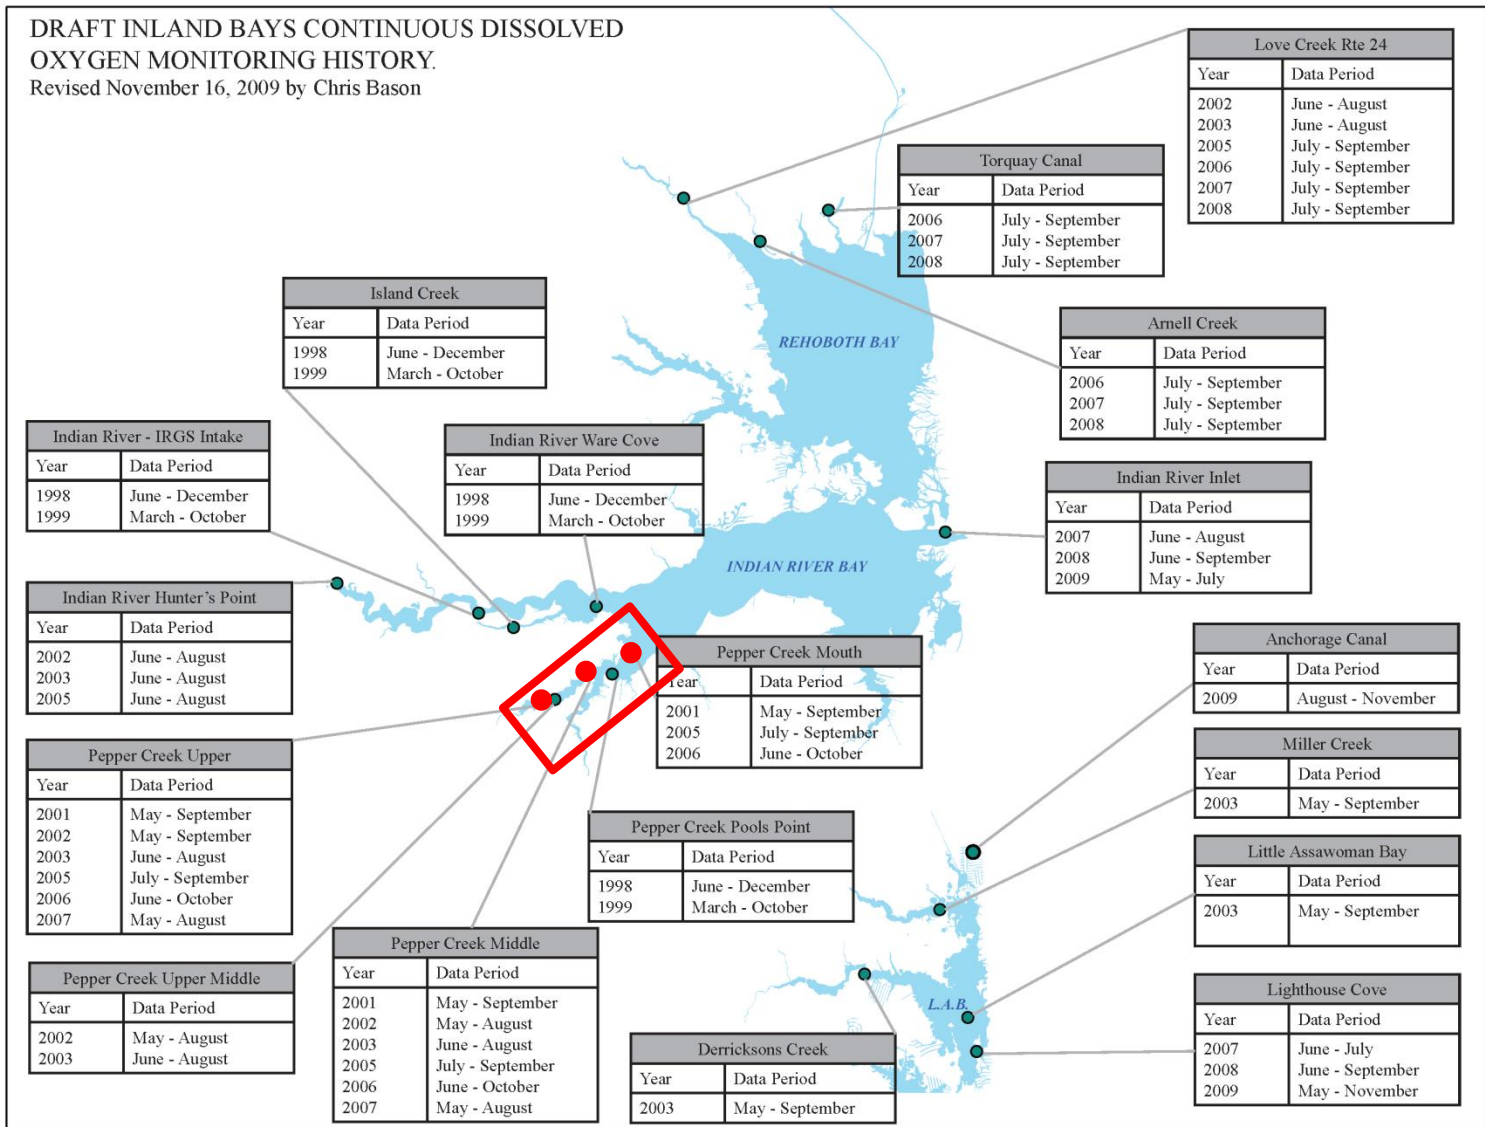 DRAFT INLAND BAYS CONTINUOUS DISSOLVED
OXYGEN MONITORING HISTORY.
Revised November 16, 2009 by Chris Bason
Love Creek Rte 24
Year Data Period
2002 June - August
2003 June - August
2005 July - September
2006 July - September
2007 July - September
2008 July - September
Torquay Canal
Year Data Period
2006 July - September
2007 July - September
2008 July - September
Island Creek
Year Data Period
1998 June - December
1999 March - October
REHOBOTH BAY
Arnell Creek
Year Data Period
2006 July - September
2007 July - September
2008 July - September
Indian River - IRGS Intake
Year Data Period
1998 June - December
1999 March - October
Indian River Ware Cove
Year Data Period
1998 June - December
1999 March - October
Indian River Inlet
Year Data Period
2007 June - August
2008 June - September
2009 May - July
INDIAN RIVER BAY
Indian River Hunter's Point
Year Data Period
2002 June - August
2003 June - August
2005 June - August
Pepper Creek Mouth
Year Data Period
2001 May - September
2005 July - September
2006 June - October
Anchorage Canal
Year Data Period
2009 August - November
Pepper Creek Upper
Year Data Period
2001 May - September
2002 May - September
2003 June - August
2005 July - September
2006 June - October
2007 May - August
Miller Creek
Year Data Period
2003 May - September
Pepper Creek Pools Point
Year Data Period
1998 June - December
1999 March - October
Little Assawoman Bay
Year Data Period
2003 May - September
Pepper Creek Upper Middle
Year Data Period
2002 May - August
2003 June - August
Pepper Creek Middle
Year Data Period
2001 May - September
2002 May - August
2003 June - August
2005 July - September
2006 June - October
2007 May - August
L.A.B.
Derricksons Creek
Year Data Period
2003 May - September
Lighthouse Cove
Year Data Period
2007 June - July
2008 June - September
2009 May - November